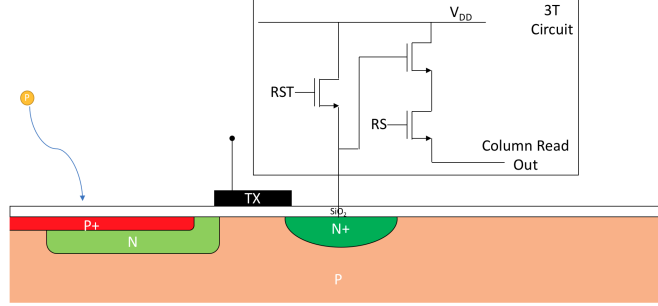 V_DD
3T
Circuit
RST
P
RS
Column Read
Out
TX
SiO₂
P+
N+
N
P